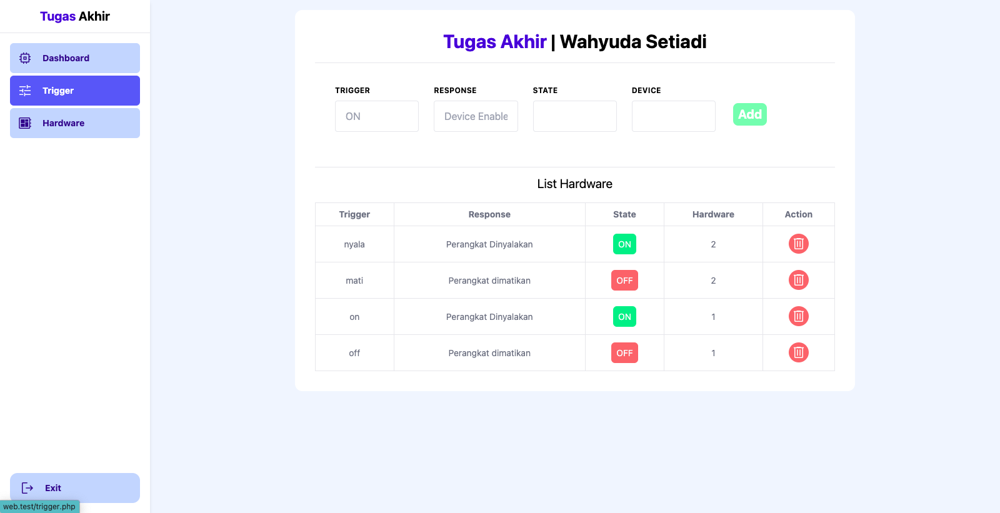 Tugas Akhir
Dashboard
Trigger
Hardware
Exit
web.test/trigger.php
Tugas Akhir | Wahyuda Setiadi
TRIGGER RESPONSE STATE DEVICE
ON Device Enable Add
List Hardware
Trigger Response State Hardware Action
nyala Perangkat Dinyalakan ON 2
mati Perangkat dimatikan OFF 2
on Perangkat Dinyalakan ON 1
off Perangkat dimatikan OFF 1